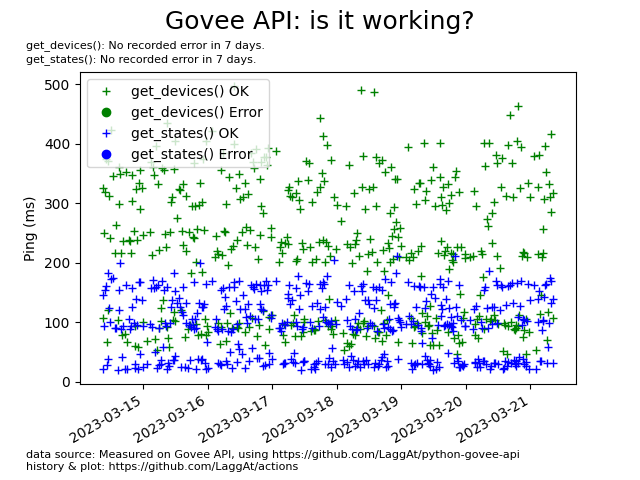 Govee API: is it working?
get_devices(): No recorded error in 7 days.
get_states(): No recorded error in 7 days.
get_devices() OK
get_devices() Error
get_states() OK
get_states() Error
Ping (ms)
500
400
300
200
100
0
2023-03-15
2023-03-16
2023-03-17
2023-03-18
2023-03-19
2023-03-20
2023-03-21
data source: Measured on Govee API, using https://github.com/LaggAt/python-govee-api
history & plot: https://github.com/LaggAt/actions